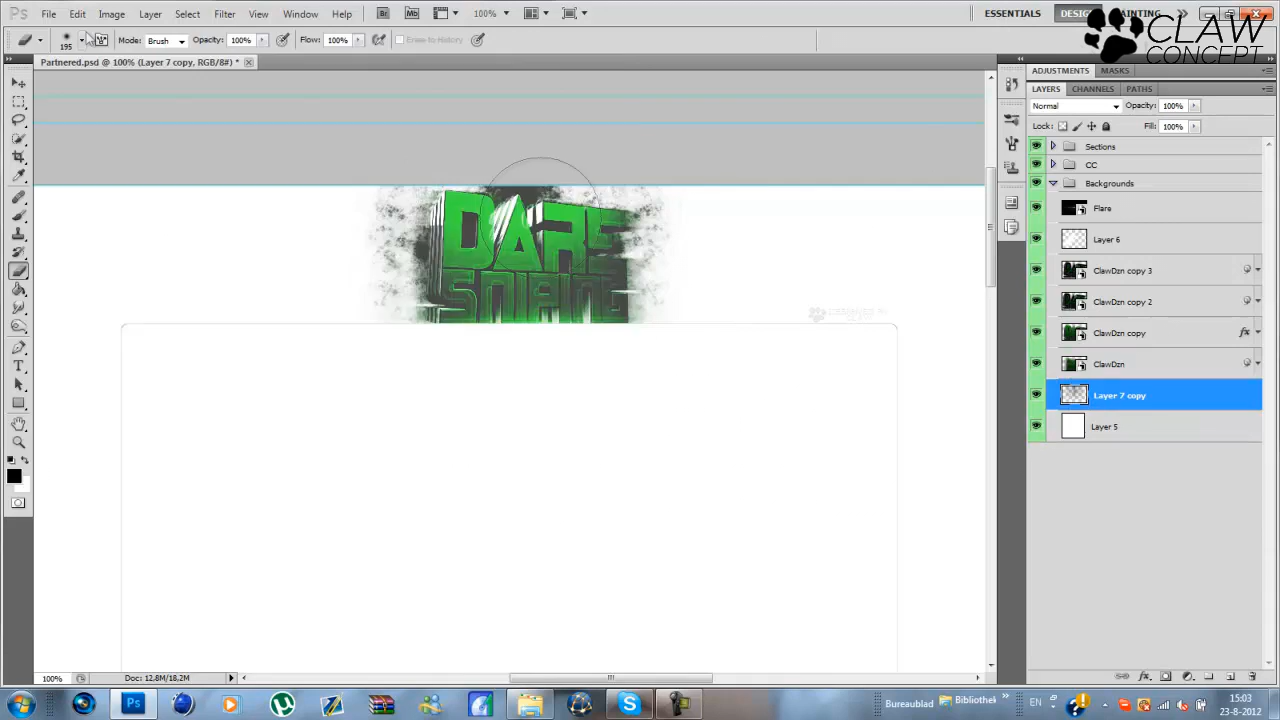 Ps File Edit Image Layer Select Filter View Window Help Br Mb 100% ESSENTIALS DESIGN PAINTING
CLAW
CONCEPT
195 Mode: Brush Opacity: 100% Flow: 100% Erase to History
Partnered.psd @ 100% (Layer 7 copy, RGB/8#) *
ADJUSTMENTS MASKS
LAYERS CHANNELS PATHS
Normal Opacity: 100%
Lock: Fill: 100%
Sections
CC
Backgrounds
Flare
Layer 6
ClawDzn copy 3
ClawDzn copy 2
ClawDzn copy fx
ClawDzn
Layer 7 copy
Layer 5
DARE
SNIPING
100% Doc: 12,8M/18,2M
Ps Bureaublad Bibliothek » EN 15:03
23-8-2012